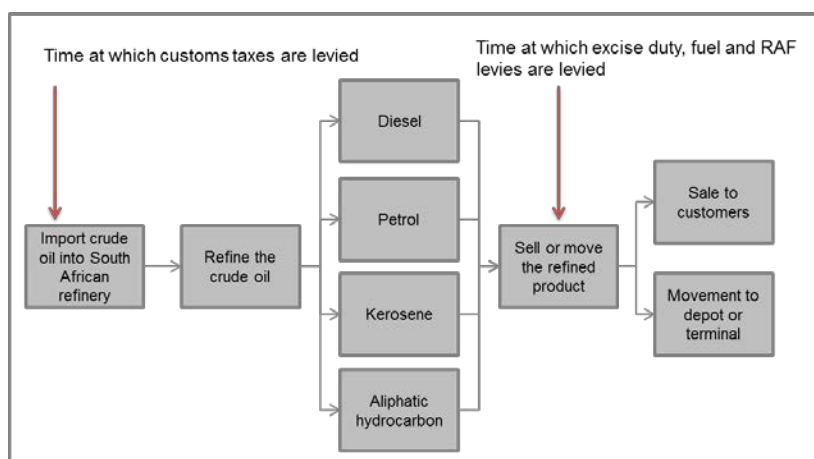 Time at which customs taxes are levied
Time at which excise duty, fuel and RAF
levies are levied
Import crude
oil into South
African
refinery
Refine the
crude oil
Diesel
Petrol
Kerosene
Aliphatic
hydrocarbon
Sell or move
the refined
product
Sale to
customers
Movement to
depot or
terminal